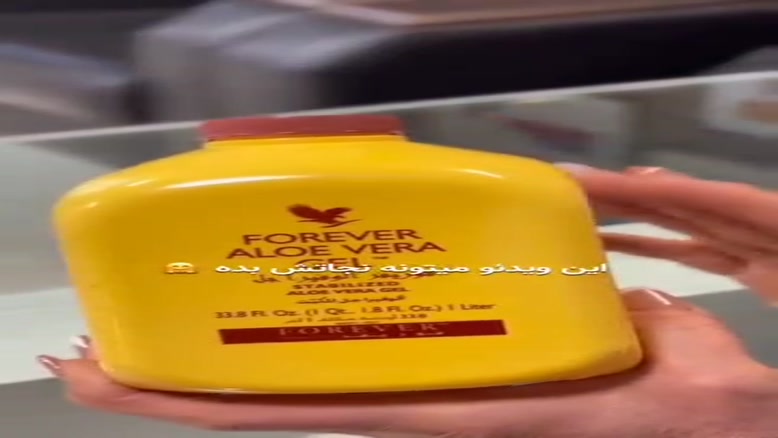 FOREVER
ALOE VERA
GEL™
این ویدئو میتونه نجاتش بده
STABILIZED
ALOE VERA GEL
33.8 Fl. Oz. (1 Qt., 1.8 Fl. Oz.) 1 Liter
FOREVER